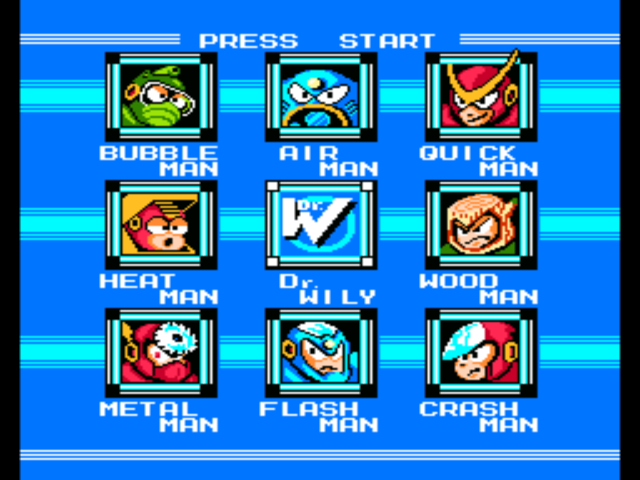 PRESS START
BUBBLE MAN
AIR MAN
QUICK MAN
HEAT MAN
Dr. W
Dr. WILY
WOOD MAN
METAL MAN
FLASH MAN
CRASH MAN